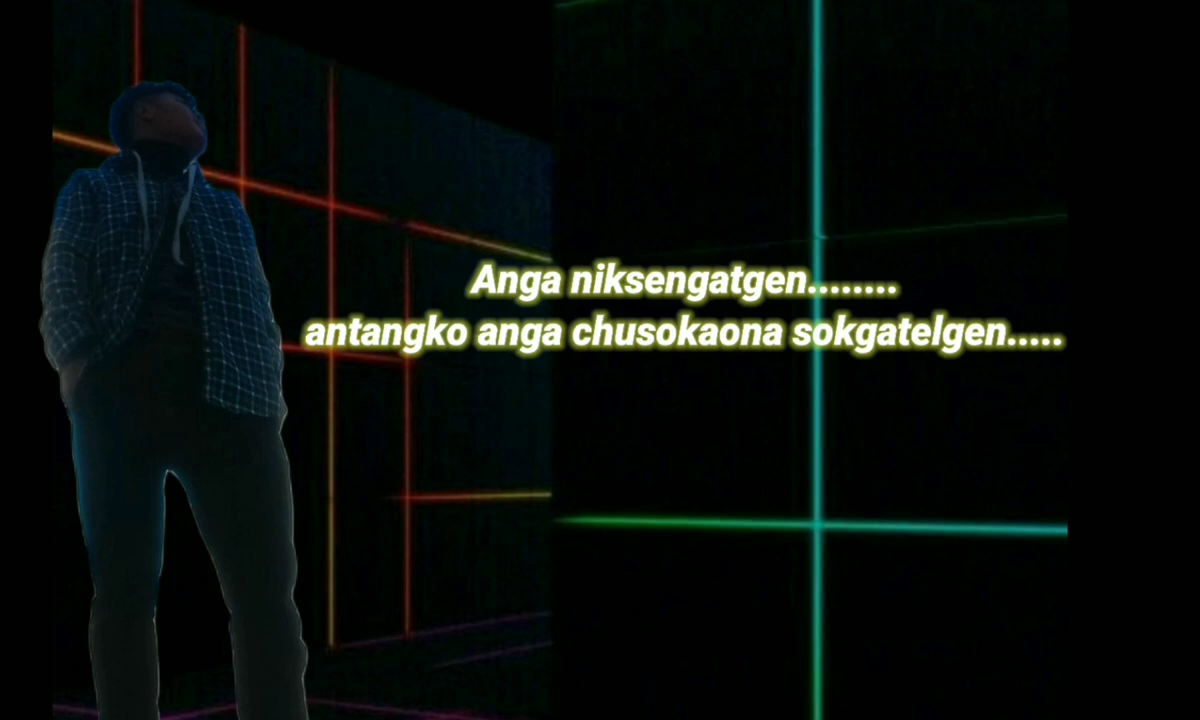 Anga niksengatgen........
antangko anga chusokaona sokgatelgen.....